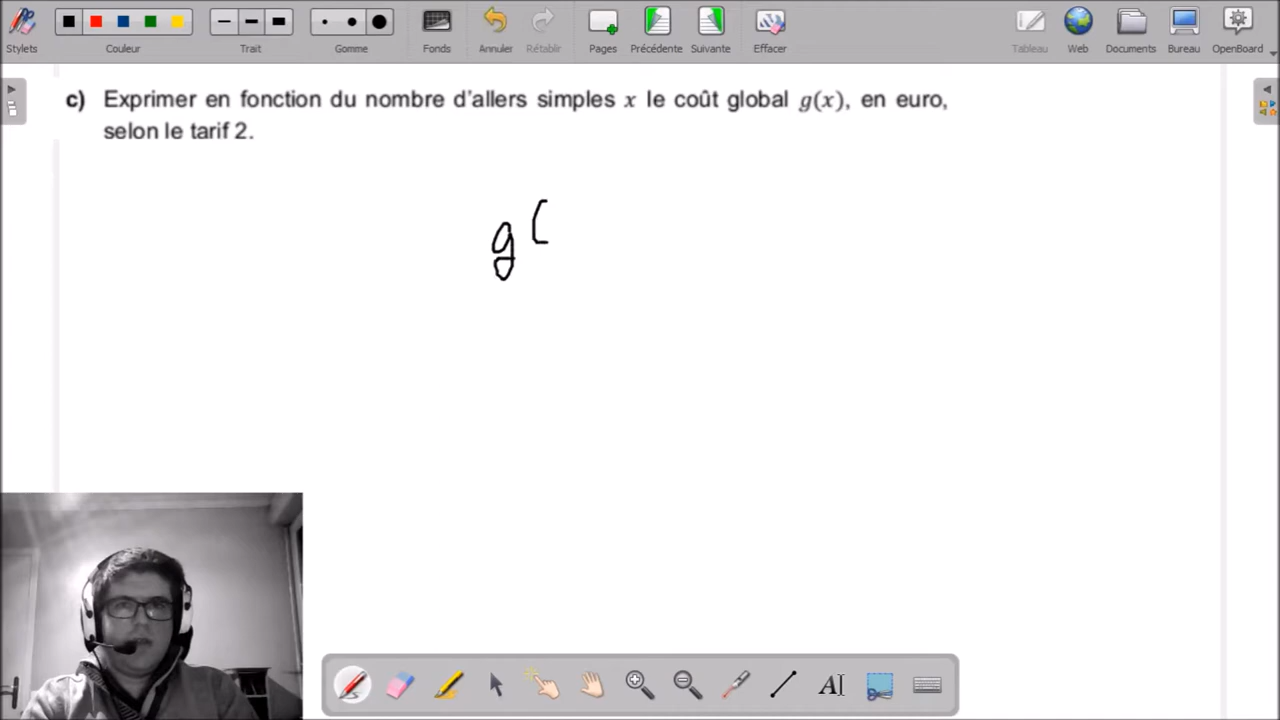 Stylets Couleur Trait Gomme Fonds Annuler Rétablir Pages Précédente Suivante Effacer Tableau Web Documents Bureau OpenBoard
c) Exprimer en fonction du nombre d'allers simples x le coût global g(x), en euro,
selon le tarif 2.
g(
AI